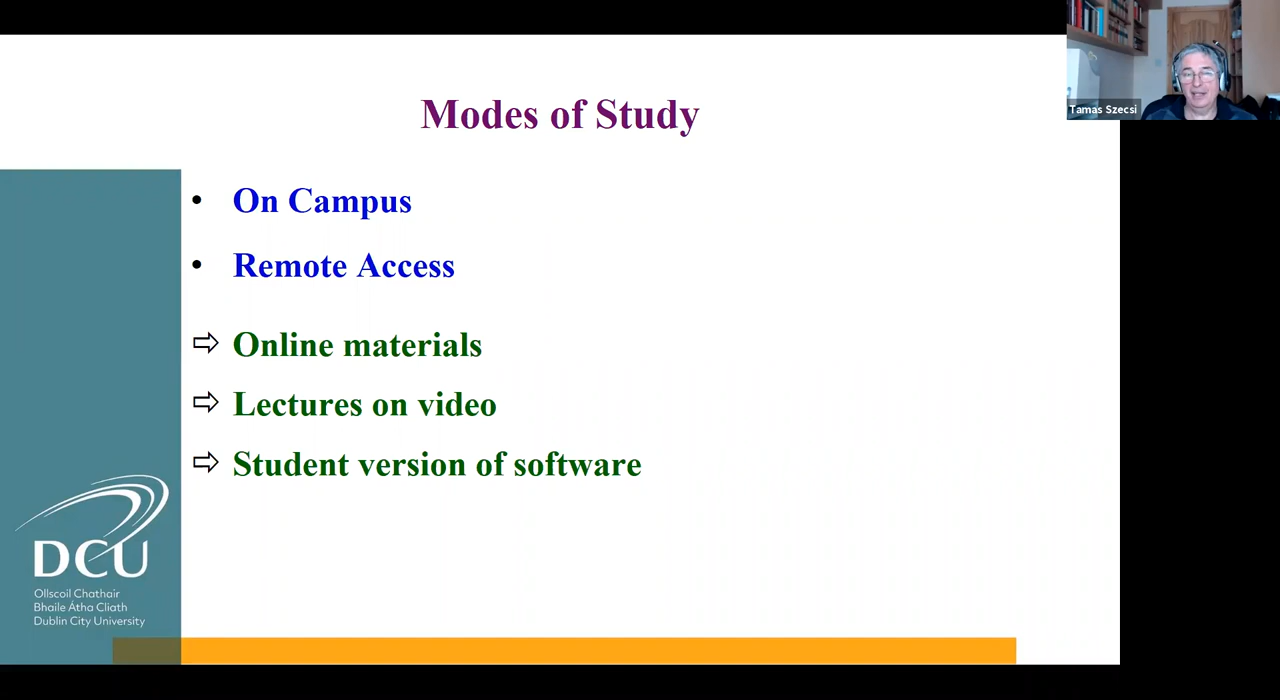 Modes of Study
Tamas Szecsi
• On Campus
• Remote Access
⇨ Online materials
⇨ Lectures on video
⇨ Student version of software
DCU
Ollscoil Chathair
Bhaile Átha Cliath
Dublin City University